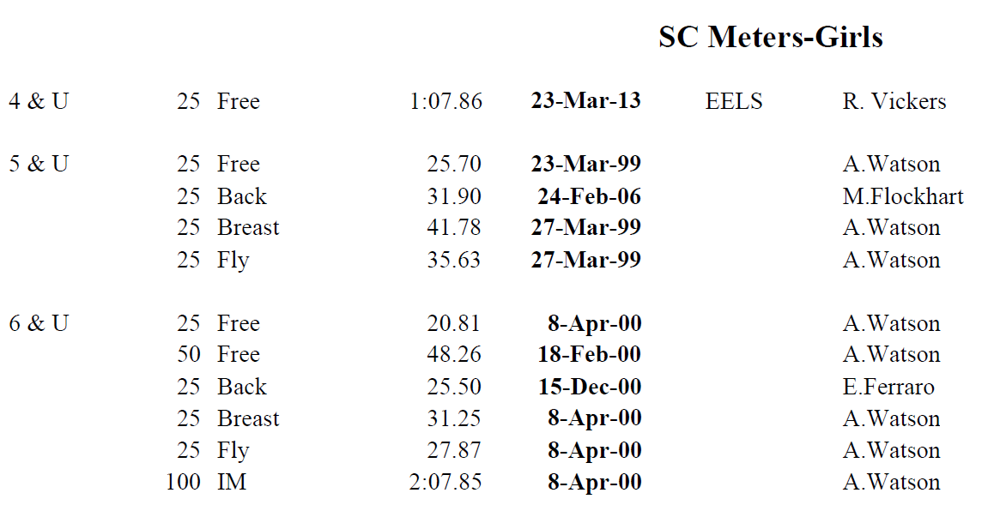 SC Meters-Girls
4 & U 25 Free 1:07.86 23-Mar-13 EELS R. Vickers
5 & U 25 Free 25.70 23-Mar-99 A.Watson
25 Back 31.90 24-Feb-06 M.Flockhart
25 Breast 41.78 27-Mar-99 A.Watson
25 Fly 35.63 27-Mar-99 A.Watson
6 & U 25 Free 20.81 8-Apr-00 A.Watson
50 Free 48.26 18-Feb-00 A.Watson
25 Back 25.50 15-Dec-00 E.Ferraro
25 Breast 31.25 8-Apr-00 A.Watson
25 Fly 27.87 8-Apr-00 A.Watson
100 IM 2:07.85 8-Apr-00 A.Watson